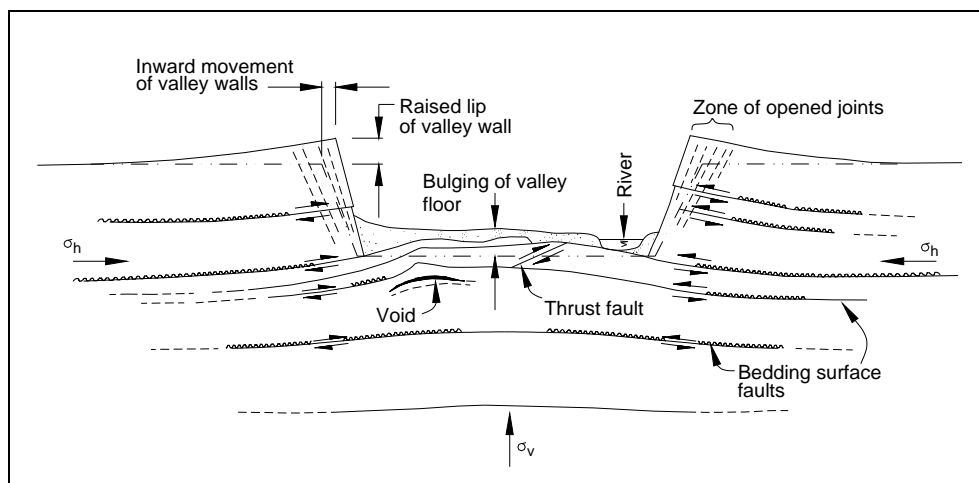 Inward movement
of valley walls
Raised lip
of valley wall
Zone of opened joints
Bulging of valley
floor
River
σh
σh
Void
Thrust fault
Bedding surface
faults
σv